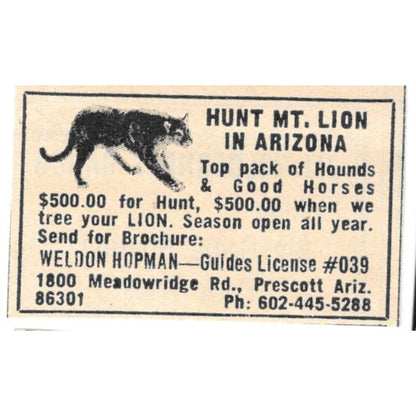 HUNT MT. LION
IN ARIZONA
Top pack of Hounds
& Good Horses
$500.00 for Hunt, $500.00 when we
tree your LION. Season open all year.
Send for Brochure:
WELDON HOPMAN—Guides License #039
1800 Meadowridge Rd., Prescott Ariz.
86301 Ph: 602-445-5288